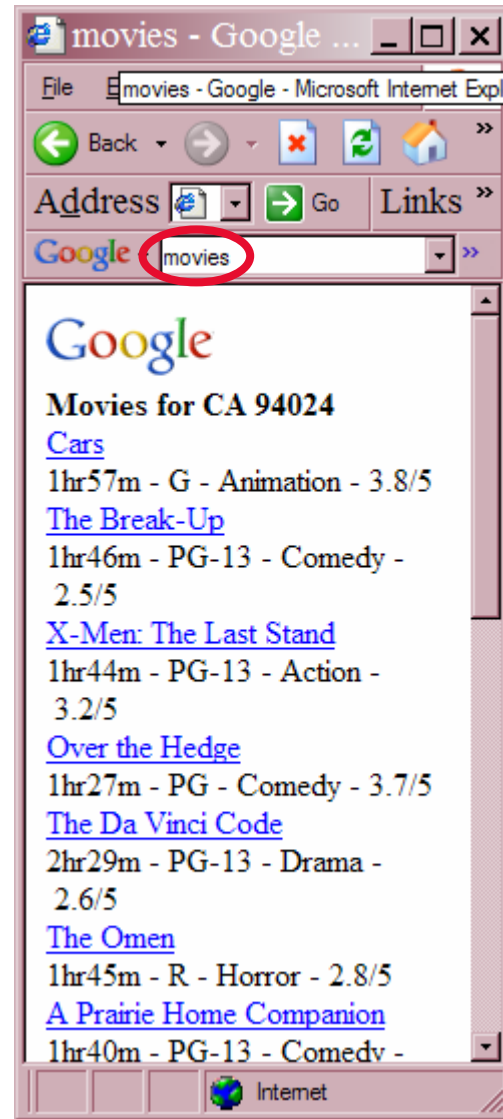 movies - Google ...
File E
movies - Google - Microsoft Internet Expl
Back
»
Address Go Links »
Google movies »
Google
Movies for CA 94024
Cars
1hr57m - G - Animation - 3.8/5
The Break-Up
1hr46m - PG-13 - Comedy -
2.5/5
X-Men: The Last Stand
1hr44m - PG-13 - Action -
3.2/5
Over the Hedge
1hr27m - PG - Comedy - 3.7/5
The Da Vinci Code
2hr29m - PG-13 - Drama -
2.6/5
The Omen
1hr45m - R - Horror - 2.8/5
A Prairie Home Companion
1hr40m - PG-13 - Comedy -
Internet